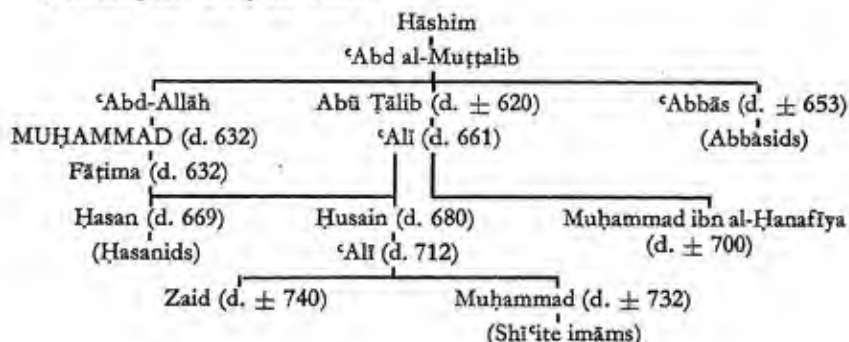 Hāshim
ʿAbd al-Muṭṭalib
ʿAbd-Allāh Abū Ṭālib (d. ± 620) ʿAbbās (d. ± 653)
MUḤAMMAD (d. 632) ʿAlī (d. 661) (Abbāsids)
Fāṭima (d. 632)
Ḥasan (d. 669) Ḥusain (d. 680) Muḥammad ibn al-Ḥanafīya
(Ḥasanids) ʿAlī (d. 712) (d. ± 700)
Zaid (d. ± 740) Muḥammad (d. ± 732)
(Shīʿite imāms)